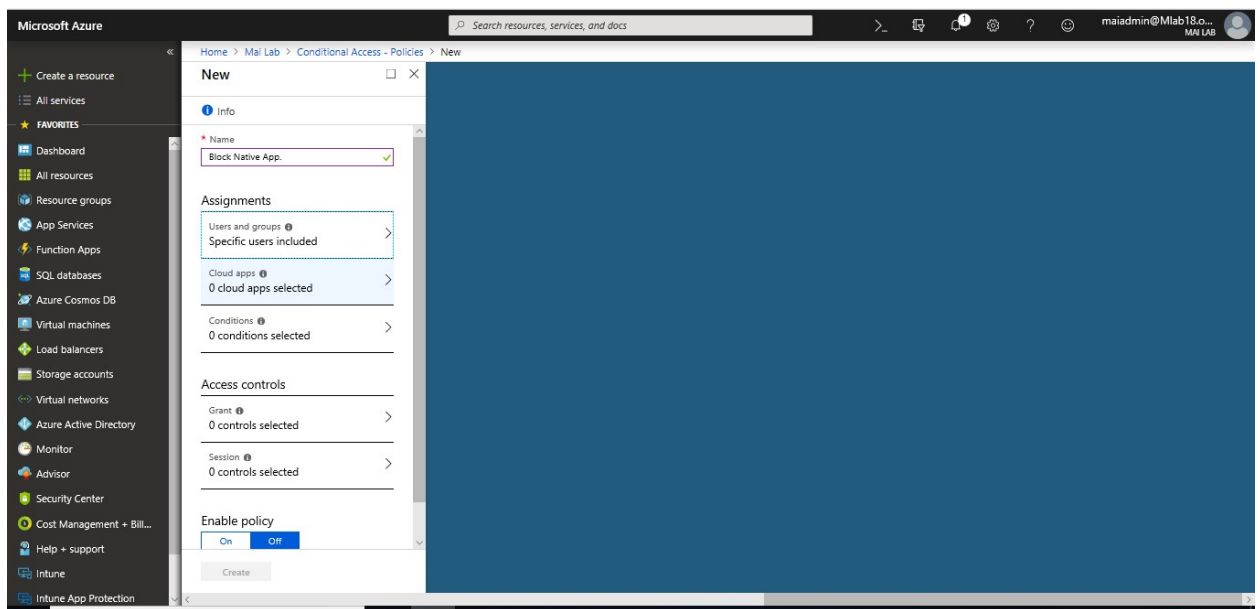 Microsoft Azure
Search resources, services, and docs
>_
1
?
maiadmin@Mlab18.o...
MAI LAB
«
Home > Mai Lab > Conditional Access - Policies > New
Create a resource
All services
FAVORITES
Dashboard
All resources
Resource groups
App Services
Function Apps
SQL databases
Azure Cosmos DB
Virtual machines
Load balancers
Storage accounts
Virtual networks
Azure Active Directory
Monitor
Advisor
Security Center
Cost Management + Bill...
Help + support
Intune
Intune App Protection
New
Info
* Name
Block Native App.
Assignments
Users and groups
Specific users included
Cloud apps
0 cloud apps selected
Conditions
0 conditions selected
Access controls
Grant
0 controls selected
Session
0 controls selected
Enable policy
On Off
Create